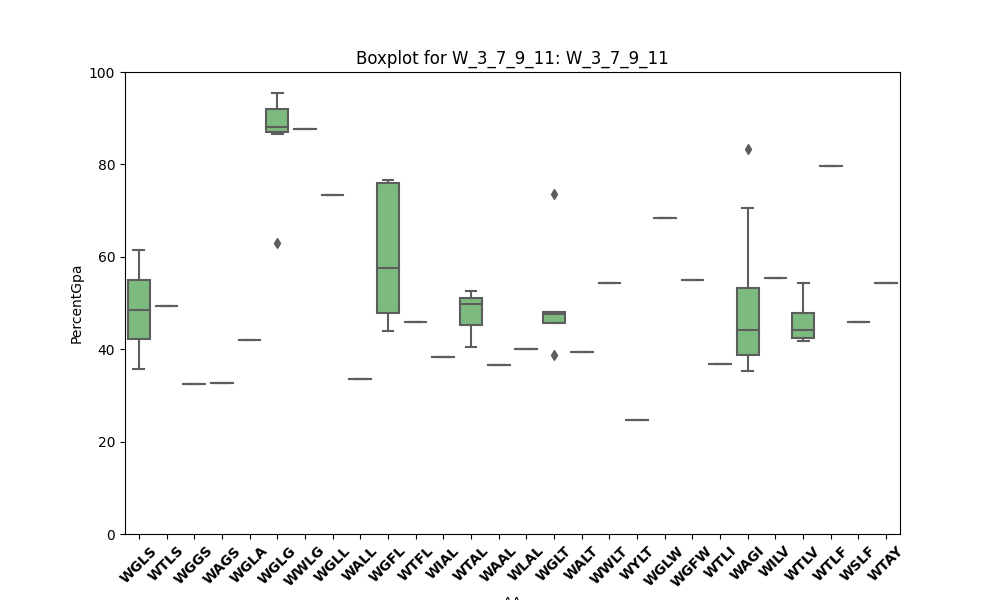 Boxplot for W_3_7_9_11: W_3_7_9_11
PercentGpa
100
80
60
40
20
0
WGLS WTLS WGGS WAGS WGLA WGLG WWLG WGLL WALL WGFL WTFL WIAL WTAL WAAL WLAL WGLT WALT WWLT WYLT WGLW WGFW WTLI WAGI WILV WTLV WTLF WSLF WTAY